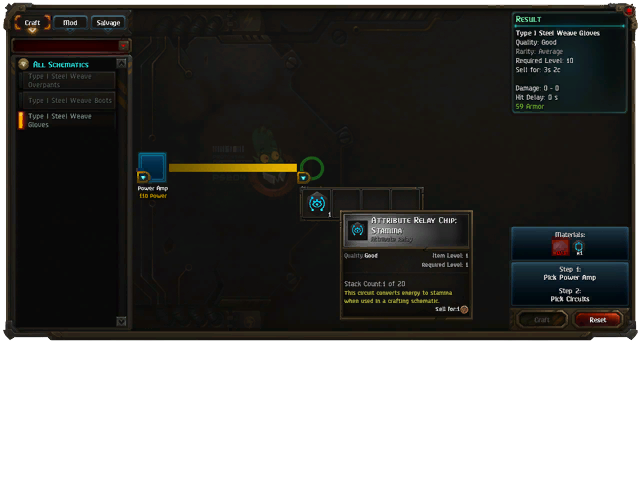 Craft
Mod
Salvage
All Schematics
Type I Steel Weave
Overpants
Type I Steel Weave Boots
Type I Steel Weave
Gloves
Power Amp
110 Power
1
Attribute Relay Chip:
Stamina
Attribute Relay
Quality:Good
Item Level: 1
Required Level: 1
Stack Count:1 of 20
This circuit converts energy to stamina
when used in a crafting schematic.
Sell for:1
Result
Type I Steel Weave Gloves
Quality: Good
Rarity: Average
Required Level: 10
Sell for: 3s 2c
Damage: 0 - 0
Hit Delay: 0 s
59 Armor
Materials:
x1
Step 1:
Pick Power Amp
Step 2:
Pick Circuits
Craft
Reset